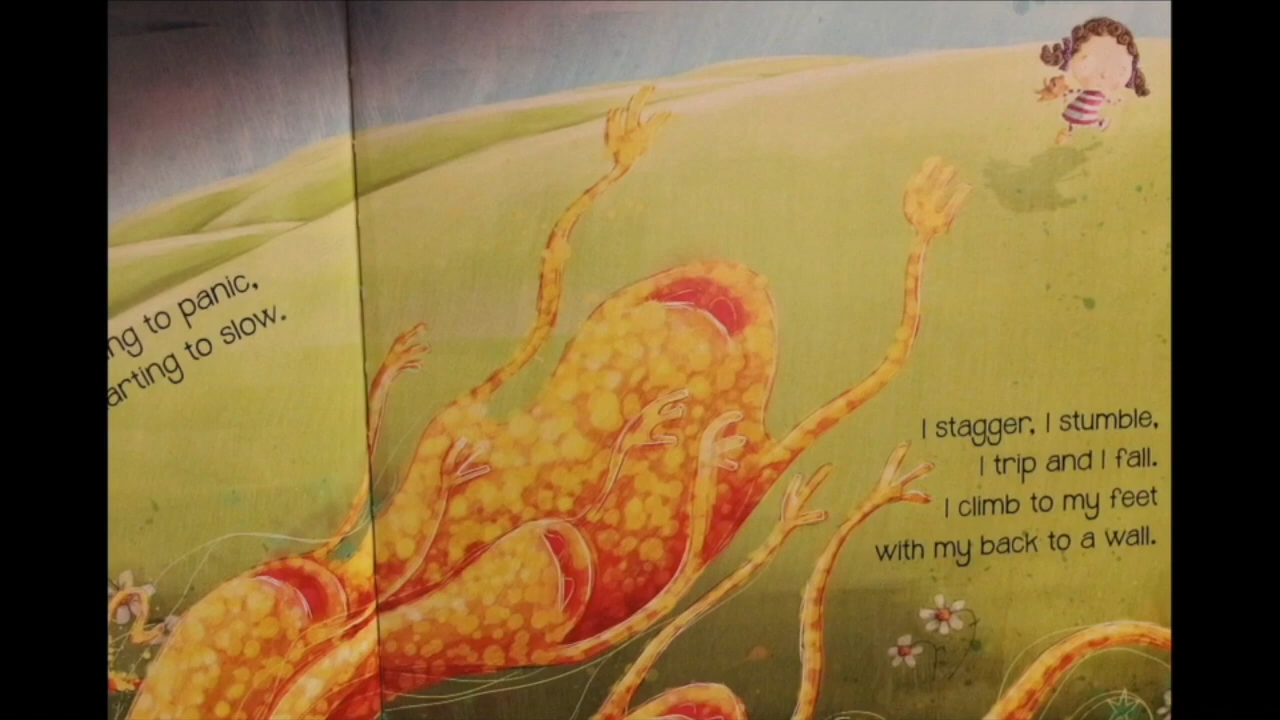 ng to panic,
arting to slow.
I stagger, I stumble,
I trip and I fall.
I climb to my feet
with my back to a wall.